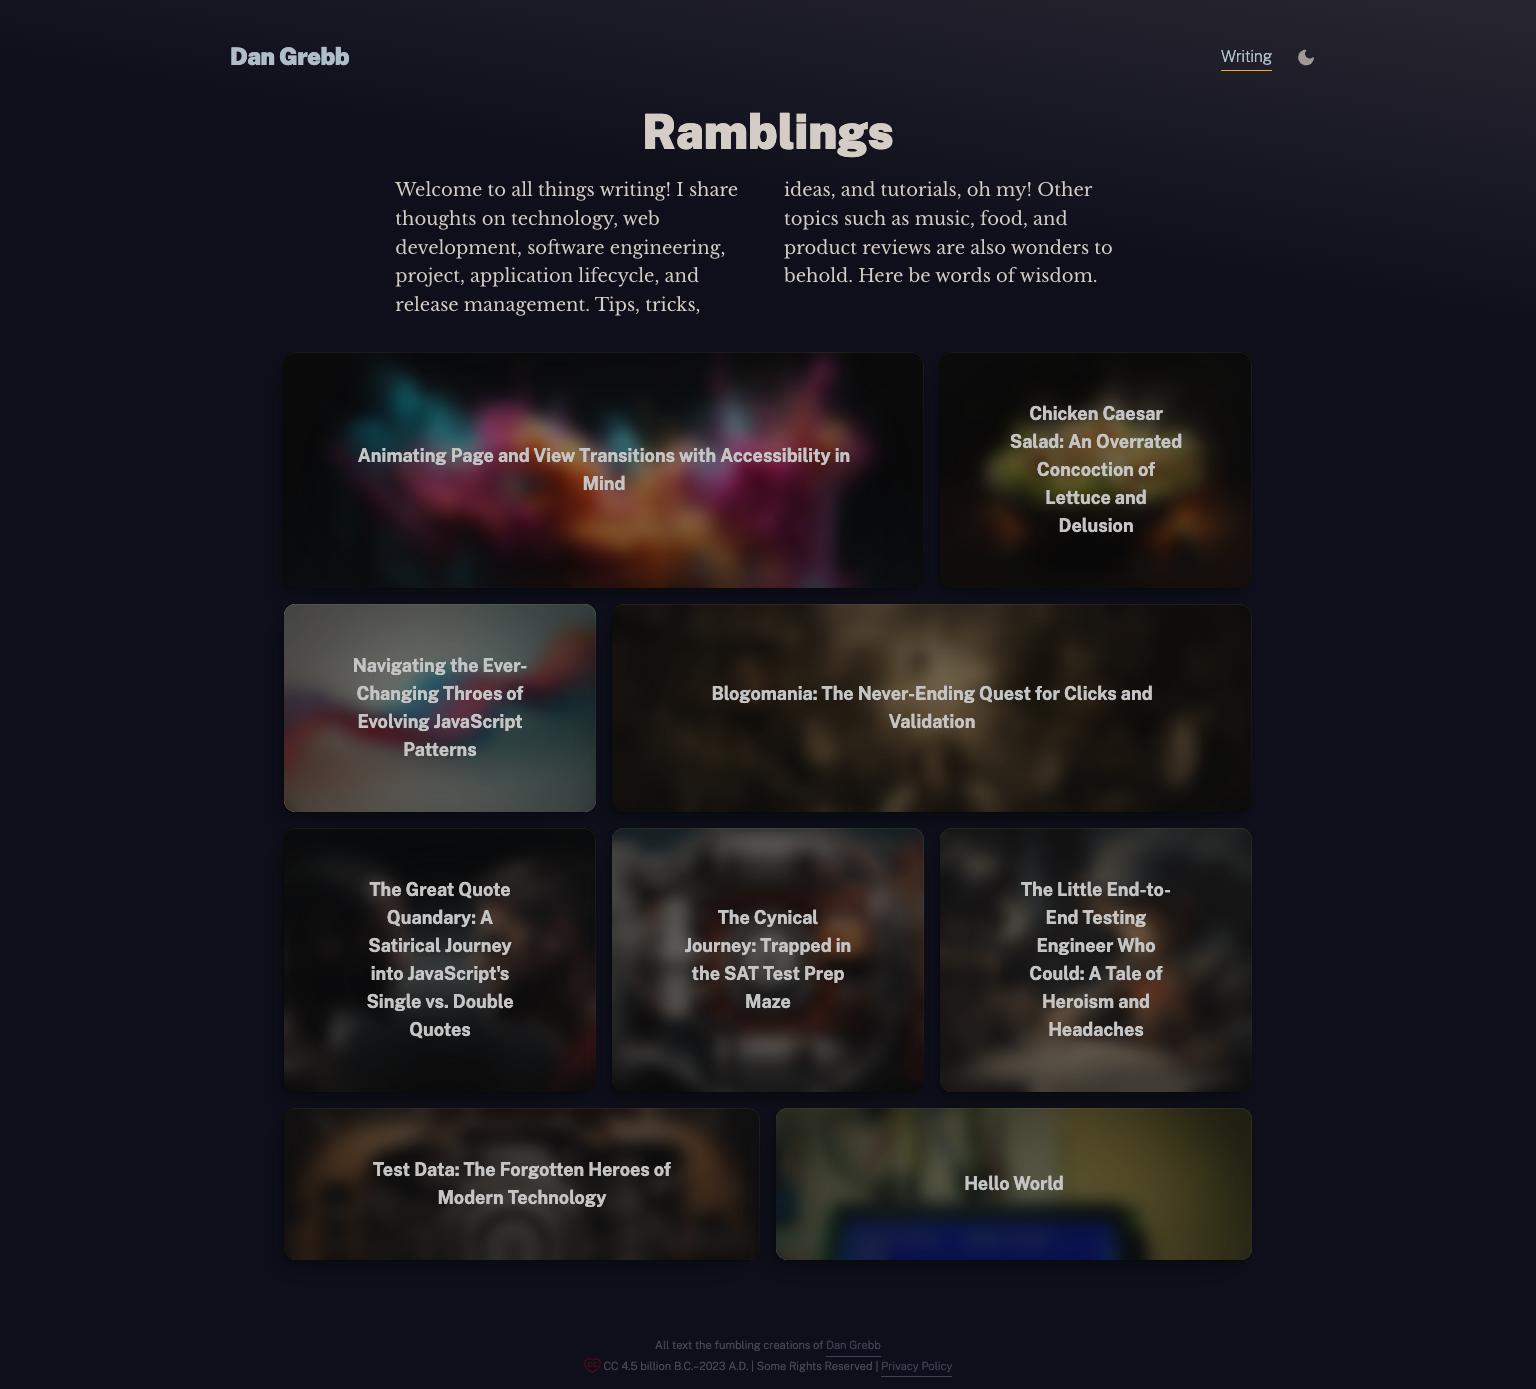 Dan Grebb
Writing
Ramblings
Welcome to all things writing! I share
thoughts on technology, web
development, software engineering,
project, application lifecycle, and
release management. Tips, tricks,
ideas, and tutorials, oh my! Other
topics such as music, food, and
product reviews are also wonders to
behold. Here be words of wisdom.
Animating Page and View Transitions with Accessibility in
Mind
Chicken Caesar
Salad: An Overrated
Concoction of
Lettuce and
Delusion
Navigating the Ever-
Changing Throes of
Evolving JavaScript
Patterns
Blogomania: The Never-Ending Quest for Clicks and
Validation
The Great Quote
Quandary: A
Satirical Journey
into JavaScript's
Single vs. Double
Quotes
The Cynical
Journey: Trapped in
the SAT Test Prep
Maze
The Little End-to-
End Testing
Engineer Who
Could: A Tale of
Heroism and
Headaches
Test Data: The Forgotten Heroes of
Modern Technology
Hello World
All text the fumbling creations of Dan Grebb
CC 4.5 billion B.C.–2023 A.D. | Some Rights Reserved | Privacy Policy